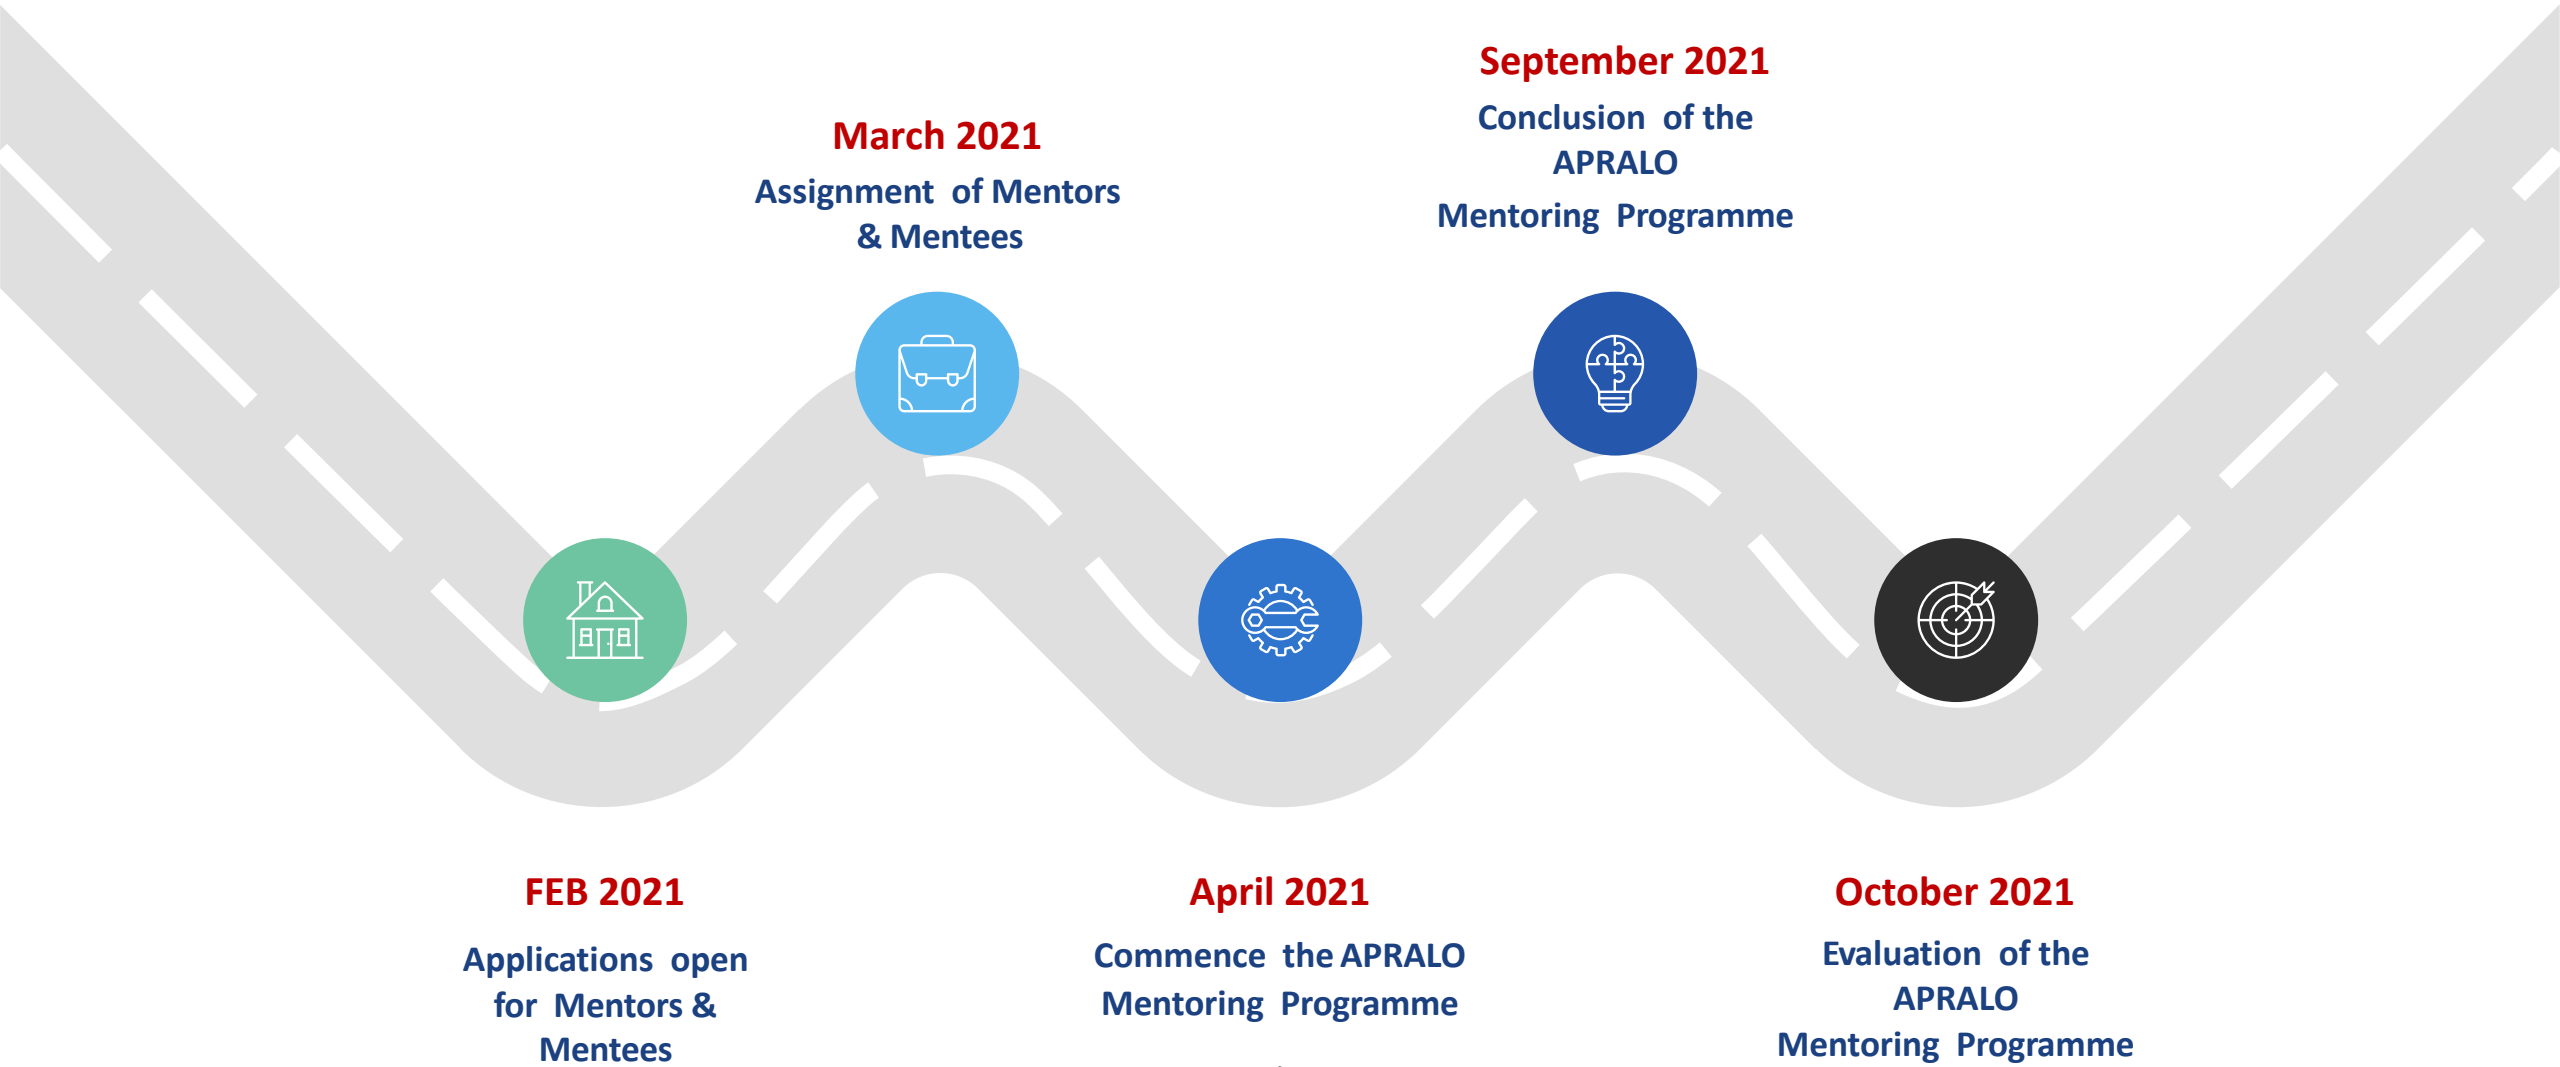 FEB 2021
Applications open
for Mentors &
Mentees
March 2021
Assignment of Mentors
& Mentees
April 2021
Commence the APRALO
Mentoring Programme
September 2021
Conclusion of the
APRALO
Mentoring Programme
October 2021
Evaluation of the
APRALO
Mentoring Programme